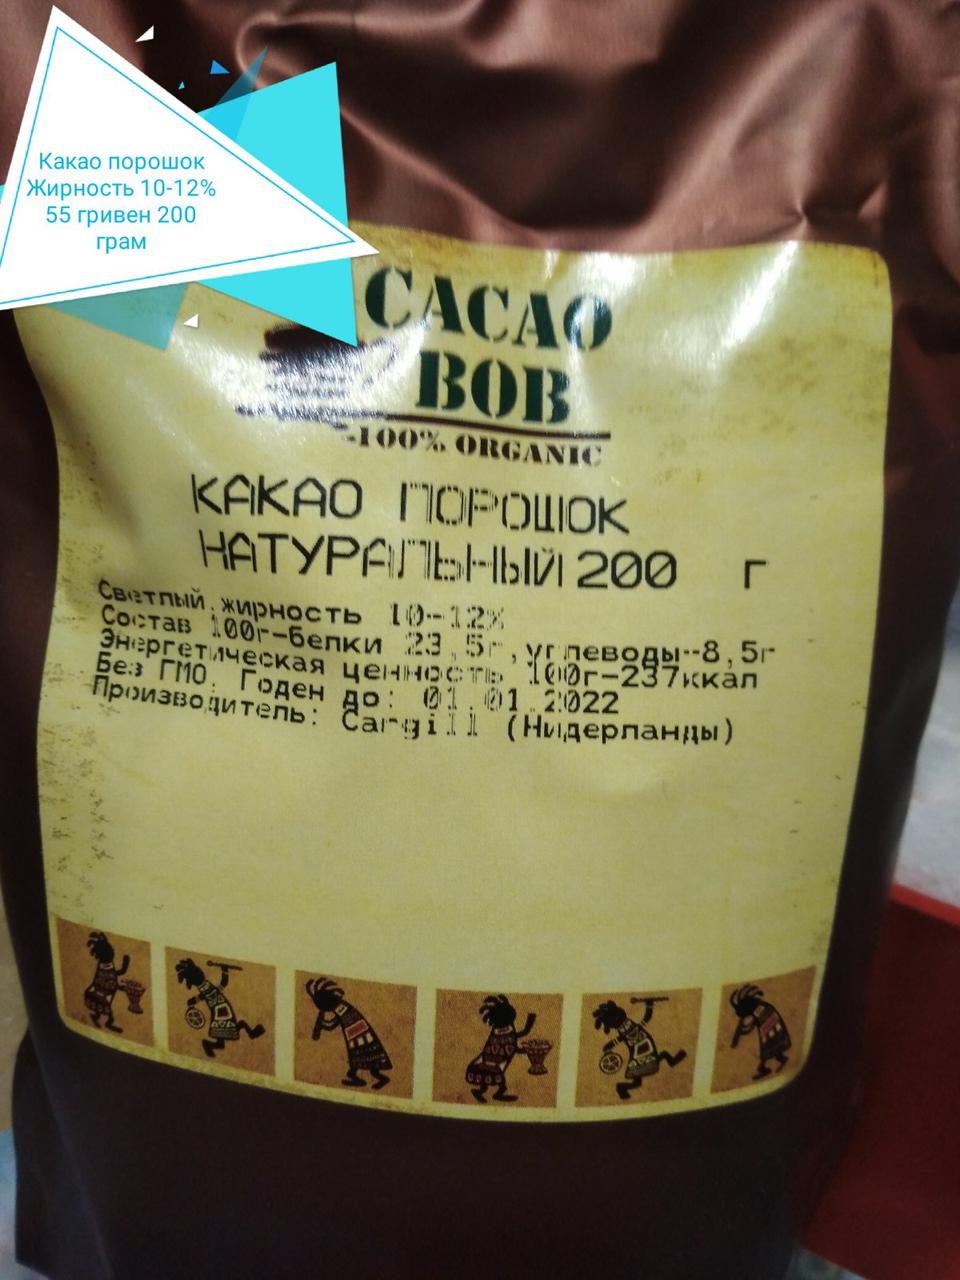 Какао порошок
Жирность 10-12%
55 гривен 200
грам
CACAO
BOB
-100% ORGANIC
КАКАО ПОРОШОК
НАТУРАЛЬНЫЙ 200 г
Светлый,жирность 10-12%
Состав 100г-белки 23,5г,углеводы-8,5г
Энергетическая ценность 100г-237ккал
Без ГМО. Годен до: 01.01.2022
Производитель: Cargill (Нидерланды)